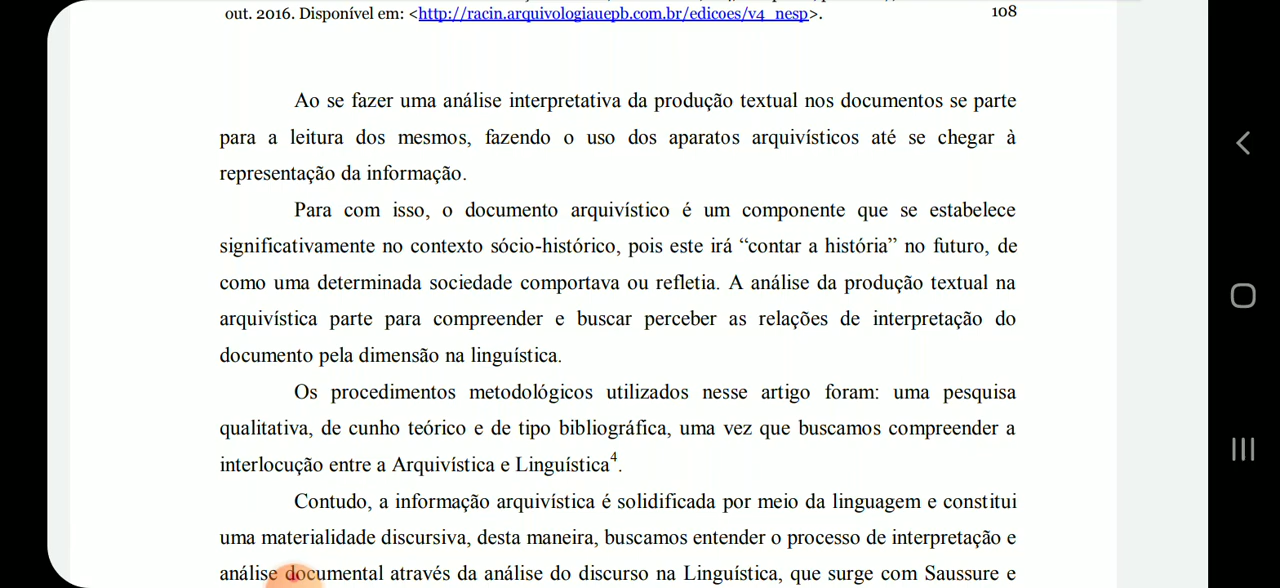 out. 2016. Disponível em: <http://racin.arquivologiauepb.com.br/edicoes/v4_nesp>.
108
Ao se fazer uma análise interpretativa da produção textual nos documentos se parte
para a leitura dos mesmos, fazendo o uso dos aparatos arquivísticos até se chegar à
representação da informação.
Para com isso, o documento arquivístico é um componente que se estabelece
significativamente no contexto sócio-histórico, pois este irá “contar a história” no futuro, de
como uma determinada sociedade comportava ou refletia. A análise da produção textual na
arquivística parte para compreender e buscar perceber as relações de interpretação do
documento pela dimensão na linguística.
Os procedimentos metodológicos utilizados nesse artigo foram: uma pesquisa
qualitativa, de cunho teórico e de tipo bibliográfica, uma vez que buscamos compreender a
interlocução entre a Arquivística e Linguística4.
Contudo, a informação arquivística é solidificada por meio da linguagem e constitui
uma materialidade discursiva, desta maneira, buscamos entender o processo de interpretação e
análise documental através da análise do discurso na Linguística, que surge com Saussure e